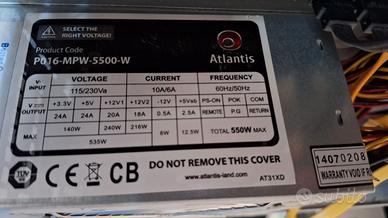 SELECT THE
RIGHT VOLTAGE!
Product Code
P016-MPW-5500-W
Atlantis
VOLTAGE CURRENT FREQUENCY
V~ INPUT 115/230Va 10A/6A 60Hz/50Hz
V= OUTPUT +3.3V +5V +12V1 +12V2 -12V +5Vsb PS-ON POK COM
24A 24A 20A 18A 0.5A 2.5A REMOTE P.G. RETURN
MAX 140W 240W 216W 6W 12.5W TOTAL 550W MAX
535W
TÜV
CE
CB
DO NOT REMOVE THIS COVER
www.atlantis-land.com AT31XD
14070208
WARRANTY VOID IF R
subito